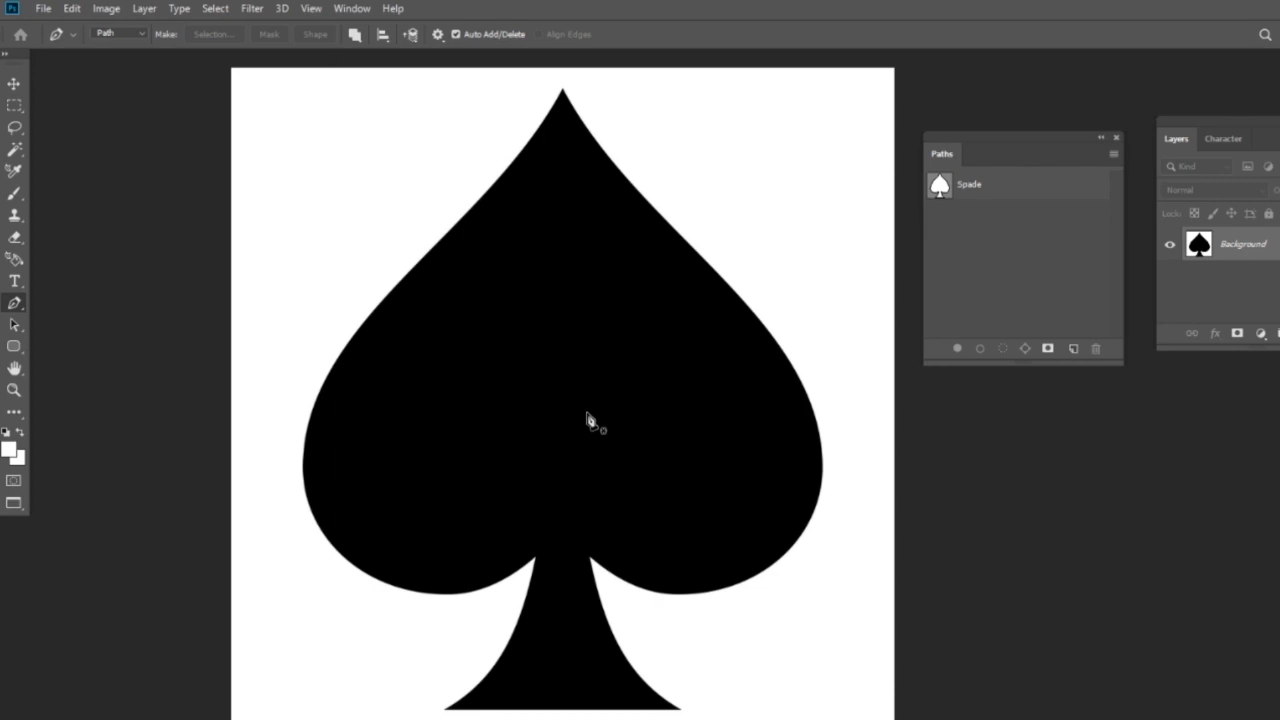 Ps File Edit Image Layer Type Select Filter 3D View Window Help
Path Make: Selection... Mask Shape Auto Add/Delete Align Edges
Paths
Spade
Layers Character
Kind
Normal
Lock:
Background